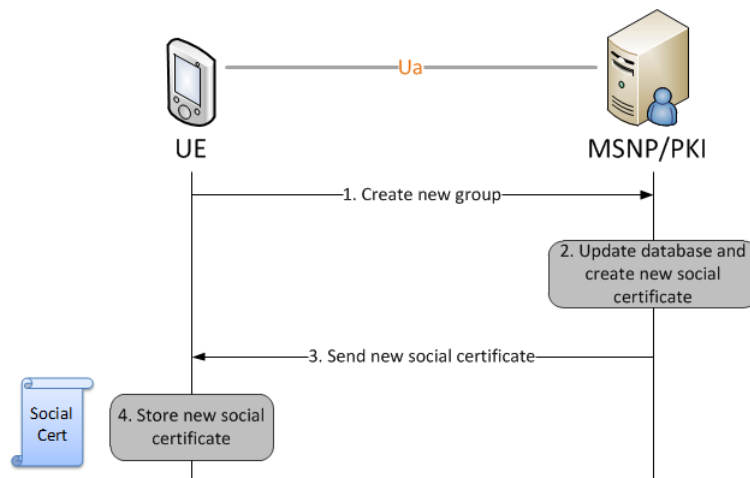 Ua
UE
MSNP/PKI
1. Create new group
2. Update database and
create new social
certificate
3. Send new social certificate
Social
Cert
4. Store new social
certificate